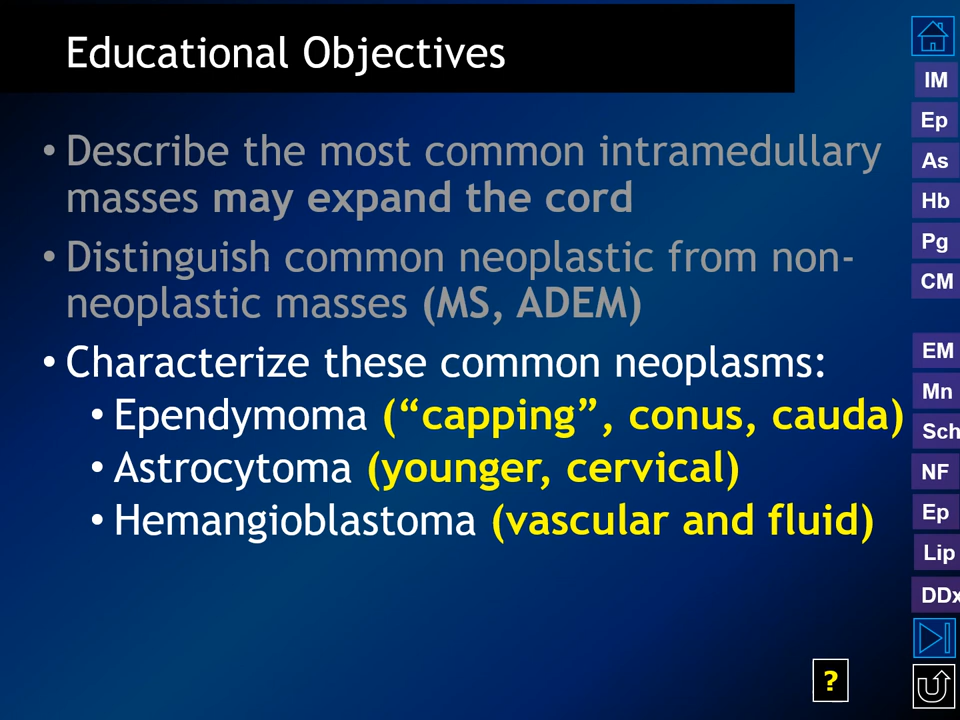 Educational Objectives
• Describe the most common intramedullary
masses may expand the cord
• Distinguish common neoplastic from non-
neoplastic masses (MS, ADEM)
• Characterize these common neoplasms:
• Ependymoma (“capping”, conus, cauda)
• Astrocytoma (younger, cervical)
• Hemangioblastoma (vascular and fluid)
IM
Ep
As
Hb
Pg
CM
EM
Mn
Sch
NF
Ep
Lip
DDx
?